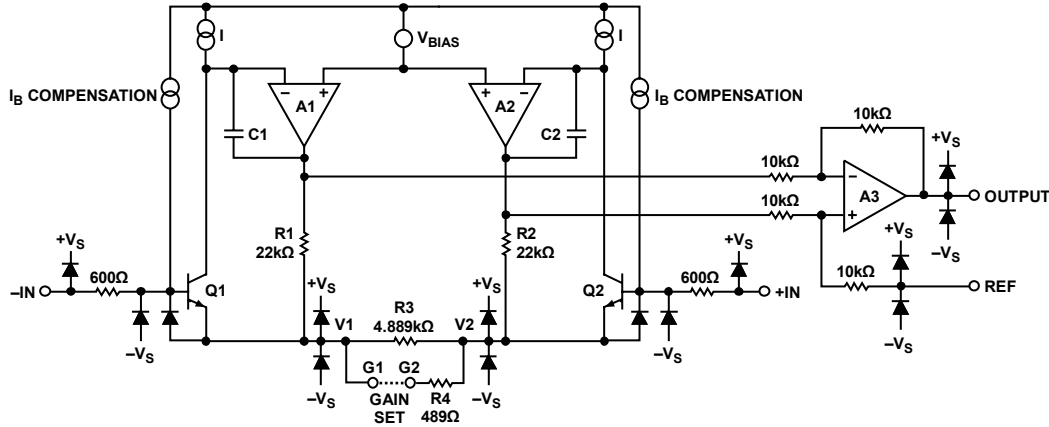 I
V_BIAS
I
I_B COMPENSATION
I_B COMPENSATION
− +
A1
+ −
A2
C1
C2
10kΩ
+V_S
10kΩ
−
A3
OUTPUT
10kΩ
+
R1
22kΩ
R2
22kΩ
+V_S
−V_S
+V_S
600Ω
−IN
Q1
Q2
+V_S
600Ω
+IN
10kΩ
REF
+V_S
R3
4.889kΩ
+V_S
−V_S
V1
V2
−V_S
−V_S
G1
G2
−V_S
−V_S
GAIN
SET
R4
489Ω